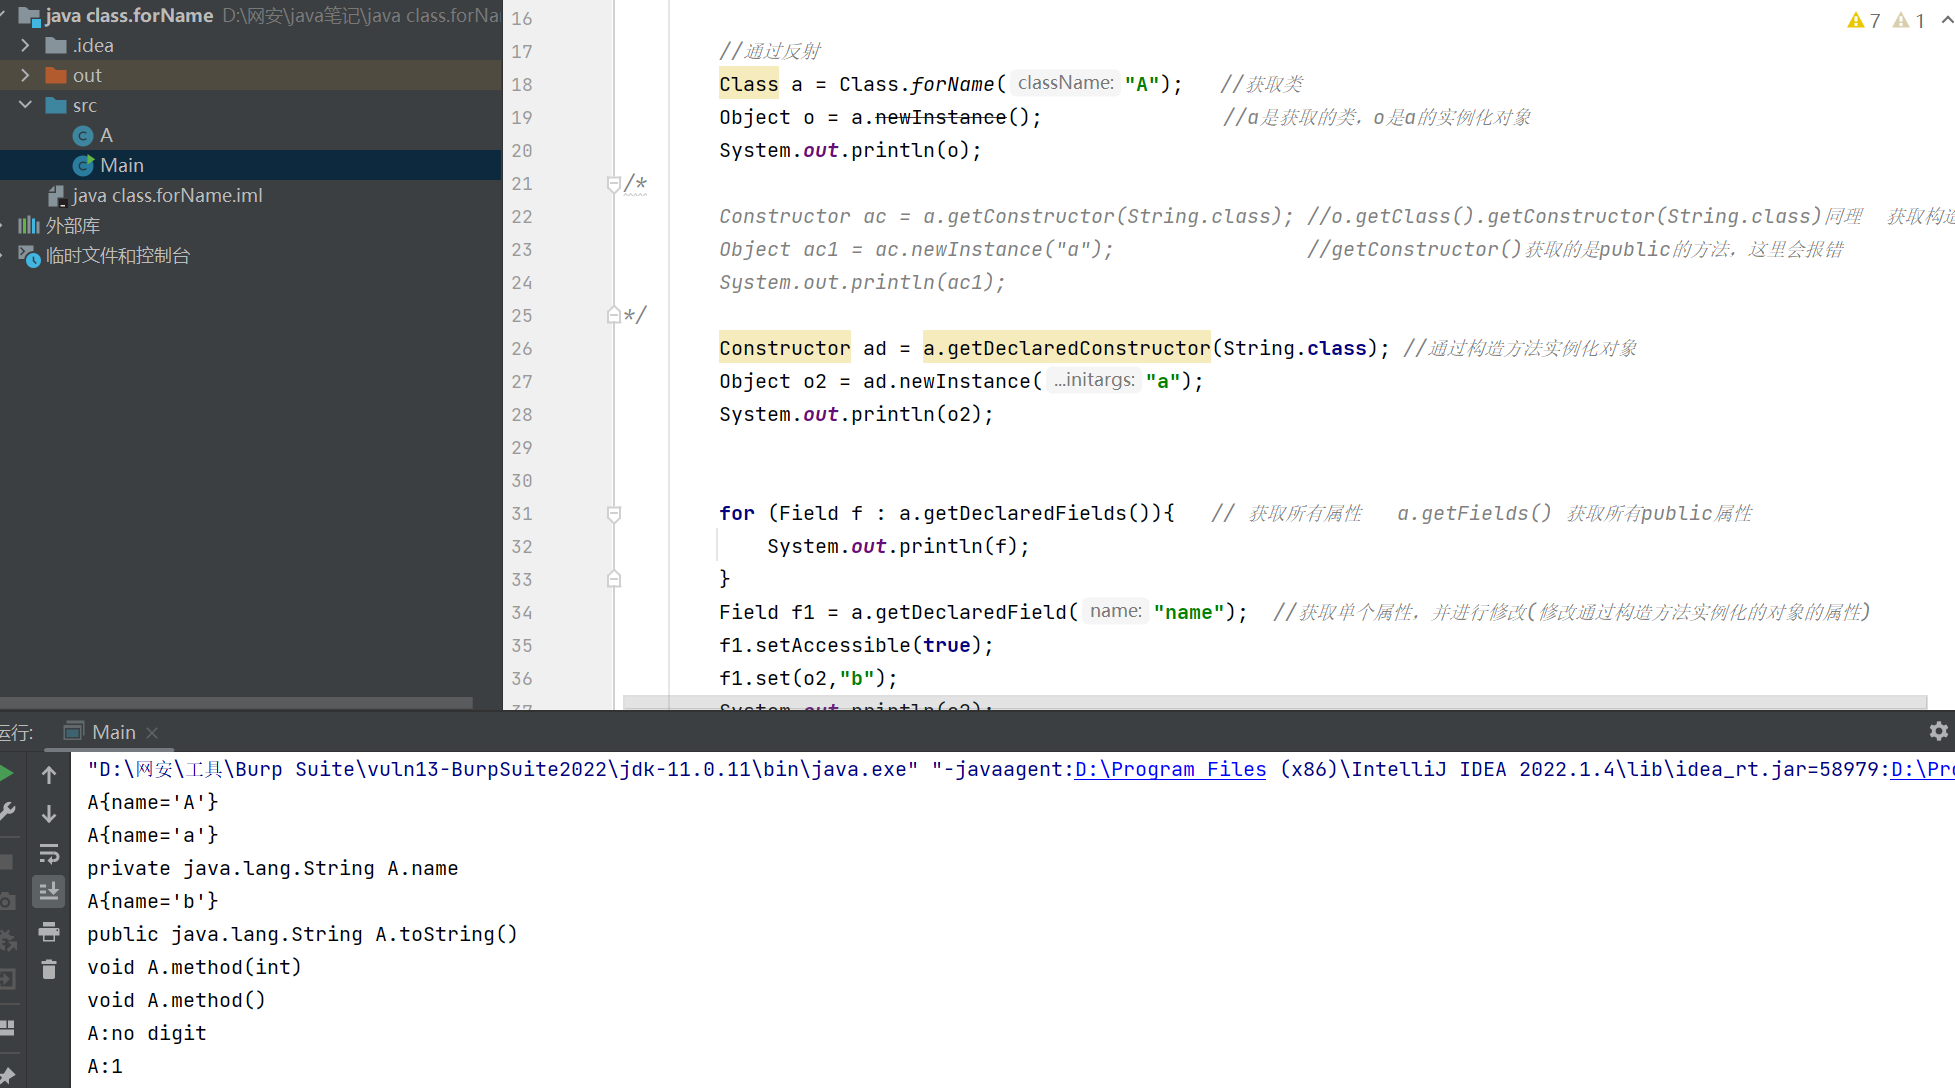 java class.forName D:\网安\java笔记\java class.forNa
.idea
out
src
A
Main
java class.forName.iml
外部库
临时文件和控制台
7 1
16
17 //通过反射
18 Class a = Class.forName( className: "A"); //获取类
19 Object o = a.newInstance(); //a是获取的类，o是a的实例化对象
20 System.out.println(o);
21 /*
22 Constructor ac = a.getConstructor(String.class); //o.getClass().getConstructor(String.class)同理 获取构造
23 Object ac1 = ac.newInstance("a"); //getConstructor()获取的是public的方法，这里会报错
24 System.out.println(ac1);
25 */
26 Constructor ad = a.getDeclaredConstructor(String.class); //通过构造方法实例化对象
27 Object o2 = ad.newInstance( ...initargs: "a");
28 System.out.println(o2);
29
30
31 for (Field f : a.getDeclaredFields()){ // 获取所有属性 a.getFields() 获取所有public属性
32 System.out.println(f);
33 }
34 Field f1 = a.getDeclaredField( name: "name"); //获取单个属性，并进行修改(修改通过构造方法实例化的对象的属性)
35 f1.setAccessible(true);
36 f1.set(o2,"b");
37 System.out.println(o2);
运行: Main
"D:\网安\工具\Burp Suite\vuln13-BurpSuite2022\jdk-11.0.11\bin\java.exe" "-javaagent:D:\Program Files (x86)\IntelliJ IDEA 2022.1.4\lib\idea_rt.jar=58979:D:\Pro
A{name='A'}
A{name='a'}
private java.lang.String A.name
A{name='b'}
public java.lang.String A.toString()
void A.method(int)
void A.method()
A:no digit
A:1